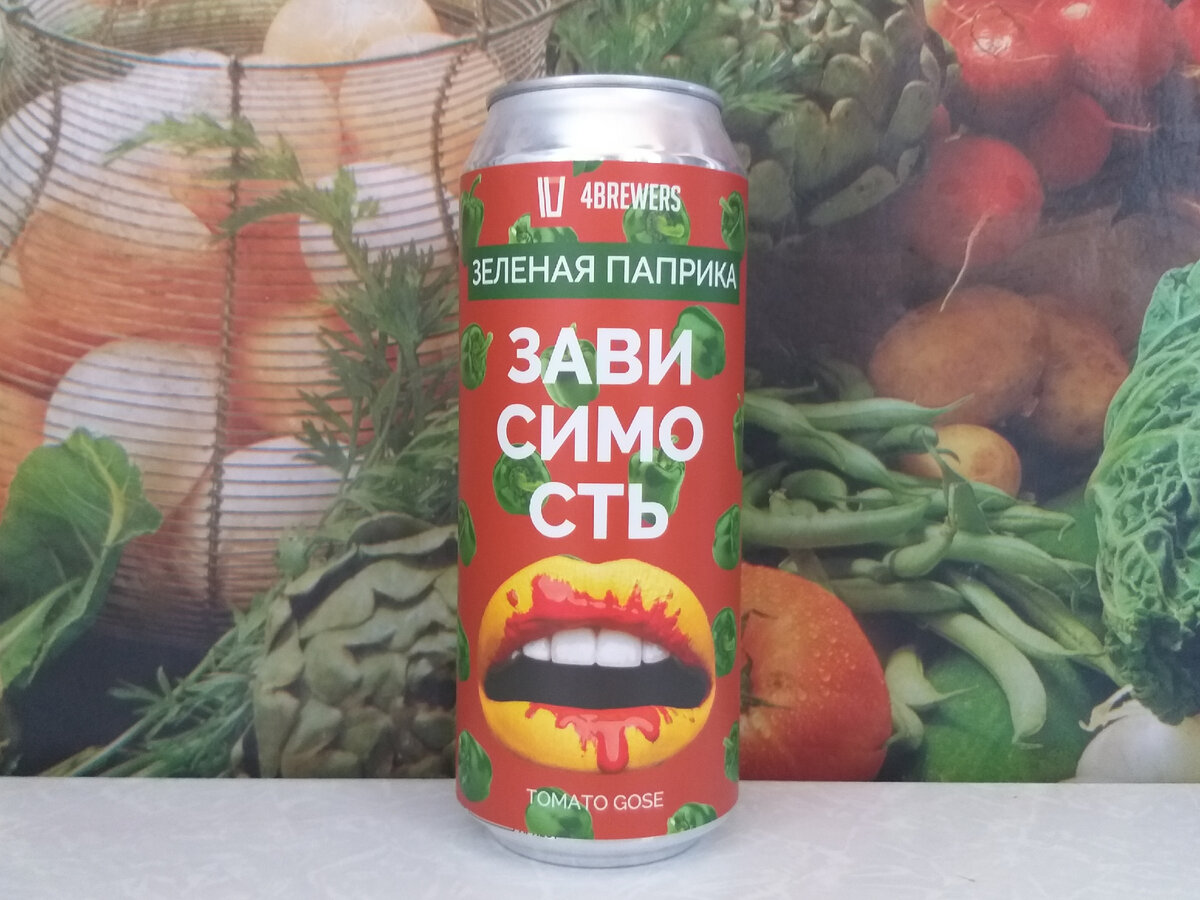 4BREWERS
ЗЕЛЕНАЯ ПАПРИКА
ЗАВИ
СИМО
СТЬ
TOMATO GOSE